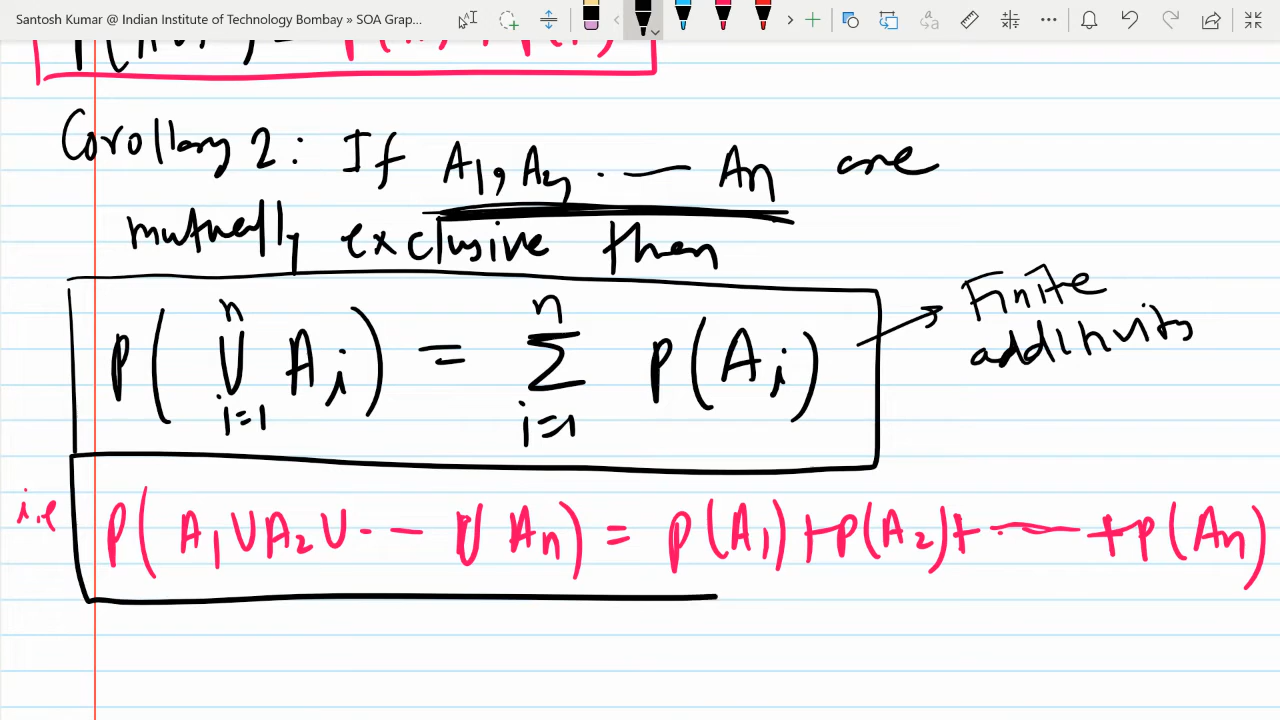 Santosh Kumar @ Indian Institute of Technology Bombay » SOA Grap...
Corollary 2: If A1, A2, . — An are
mutually exclusive then
P( n ∪ i=1 Ai ) = n Σ i=1 P(Ai)
Finite
additivity
i.e P( A1 ∪ A2 ∪ -- ∪ An ) = P(A1) + P(A2) + ... + P(An)